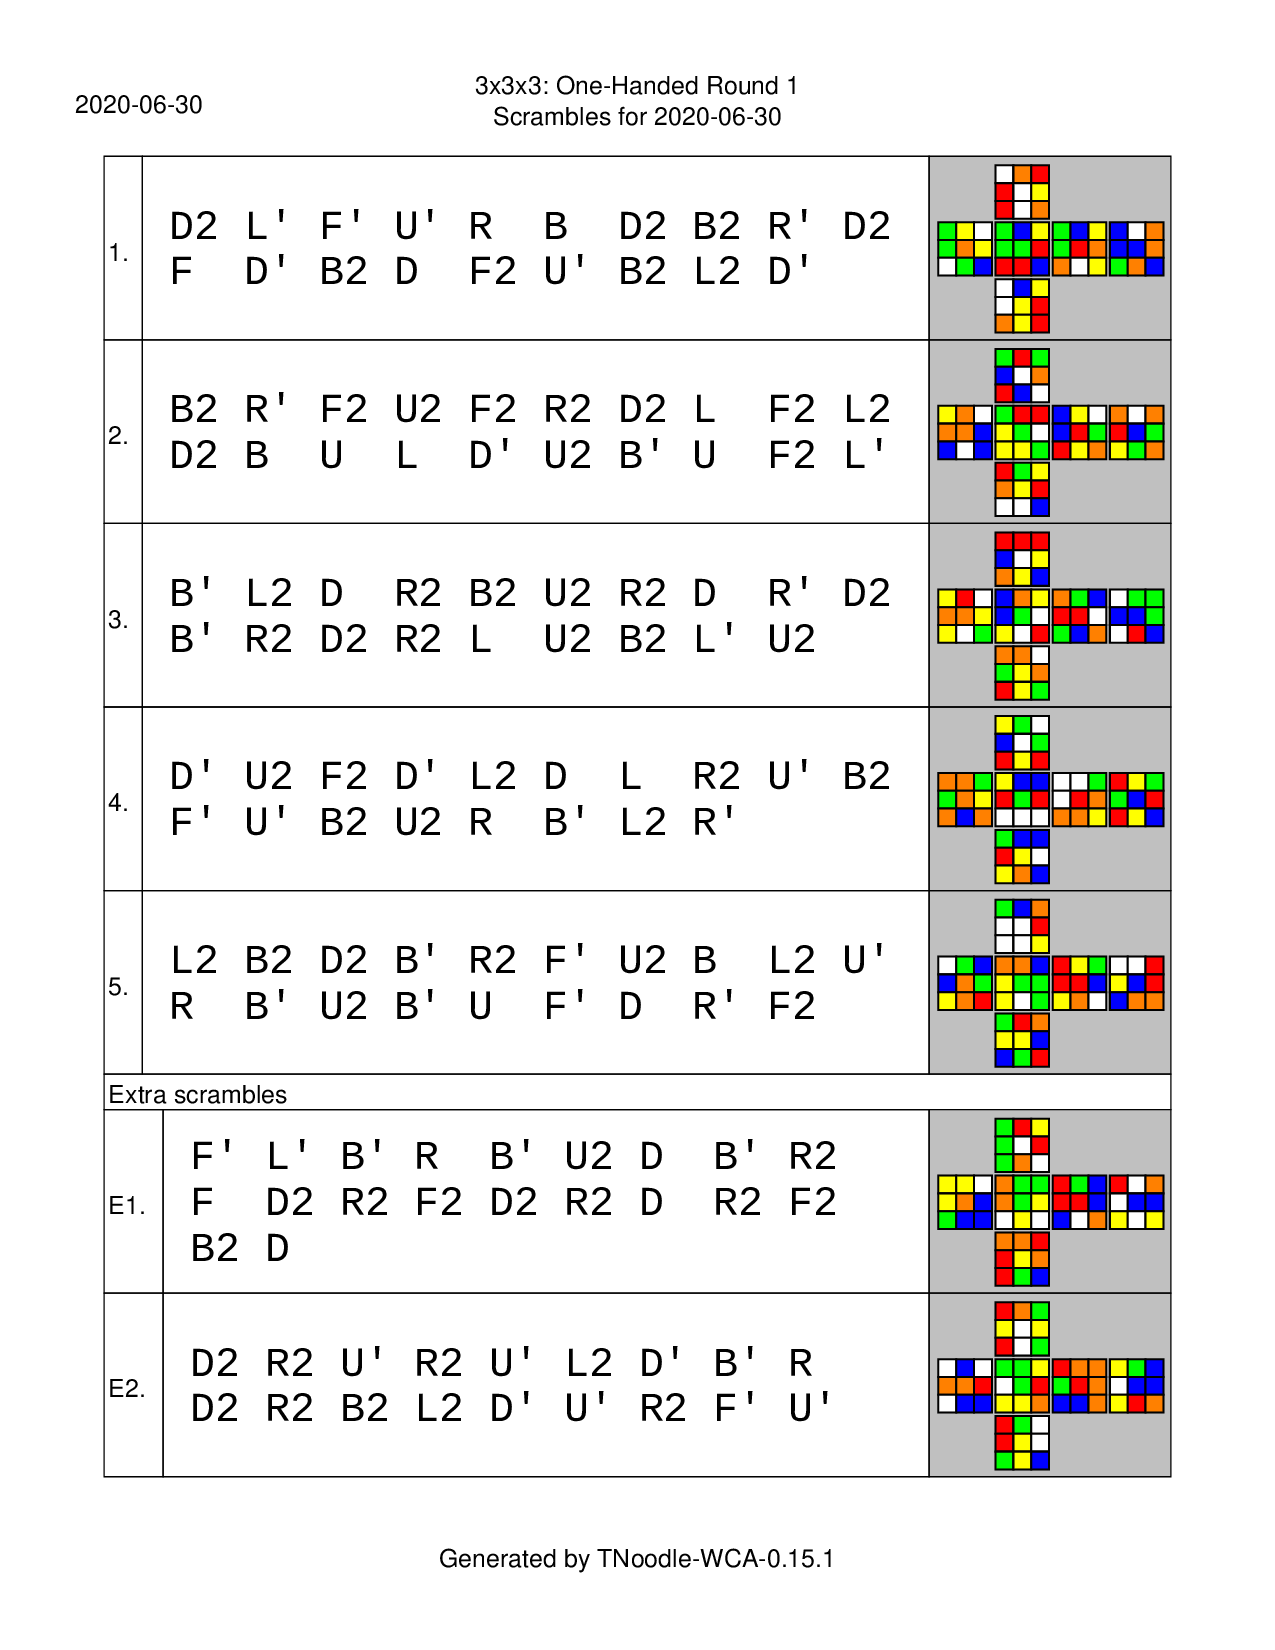 2020-06-30
3x3x3: One-Handed Round 1
Scrambles for 2020-06-30
1.
D2 L' F' U' R B D2 B2 R' D2
F D' B2 D F2 U' B2 L2 D'
2.
B2 R' F2 U2 F2 R2 D2 L F2 L2
D2 B U L D' U2 B' U F2 L'
3.
B' L2 D R2 B2 U2 R2 D R' D2
B' R2 D2 R2 L U2 B2 L' U2
4.
D' U2 F2 D' L2 D L R2 U' B2
F' U' B2 U2 R B' L2 R'
5.
L2 B2 D2 B' R2 F' U2 B L2 U'
R B' U2 B' U F' D R' F2
Extra scrambles
E1.
F' L' B' R B' U2 D B' R2
F D2 R2 F2 D2 R2 D R2 F2
B2 D
E2.
D2 R2 U' R2 U' L2 D' B' R
D2 R2 B2 L2 D' U' R2 F' U'
Generated by TNoodle-WCA-0.15.1